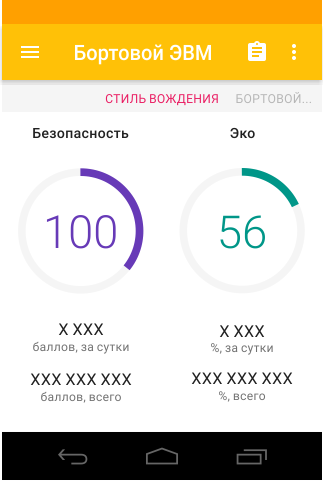 Бортовой ЭВМ
СТИЛЬ ВОЖДЕНИЯ БОРТОВОЙ...
Безопасность Эко
100 56
X XXX X XXX
баллов, за сутки %, за сутки
XXX XXX XXX XXX XXX XXX
баллов, всего %, всего